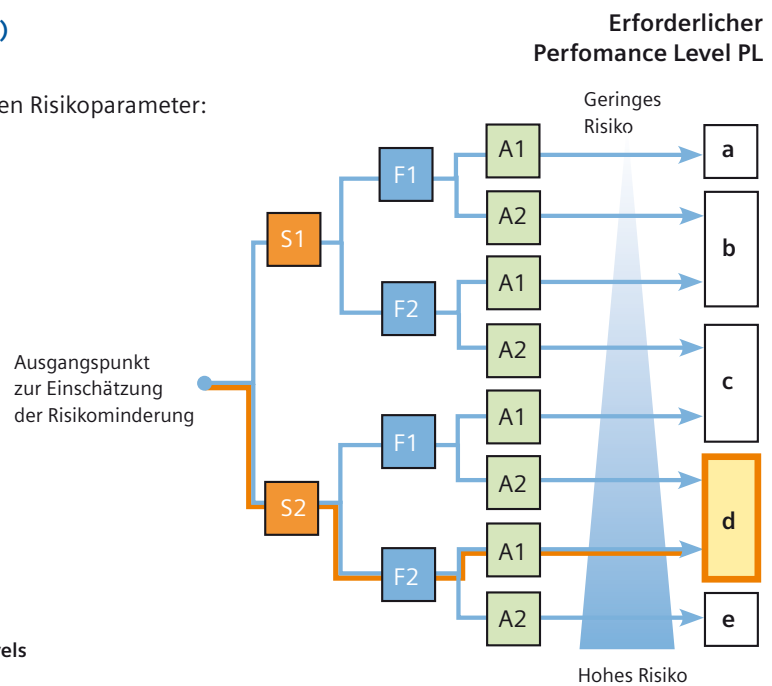 )
Erforderlicher
Perfomance Level PL
en Risikoparameter:
Geringes
Risiko
A1
a
F1
A2
S1
b
A1
F2
A2
c
Ausgangspunkt
zur Einschätzung
der Risikominderung
A1
F1
A2
S2
d
A1
F2
A2
e
els
Hohes Risiko